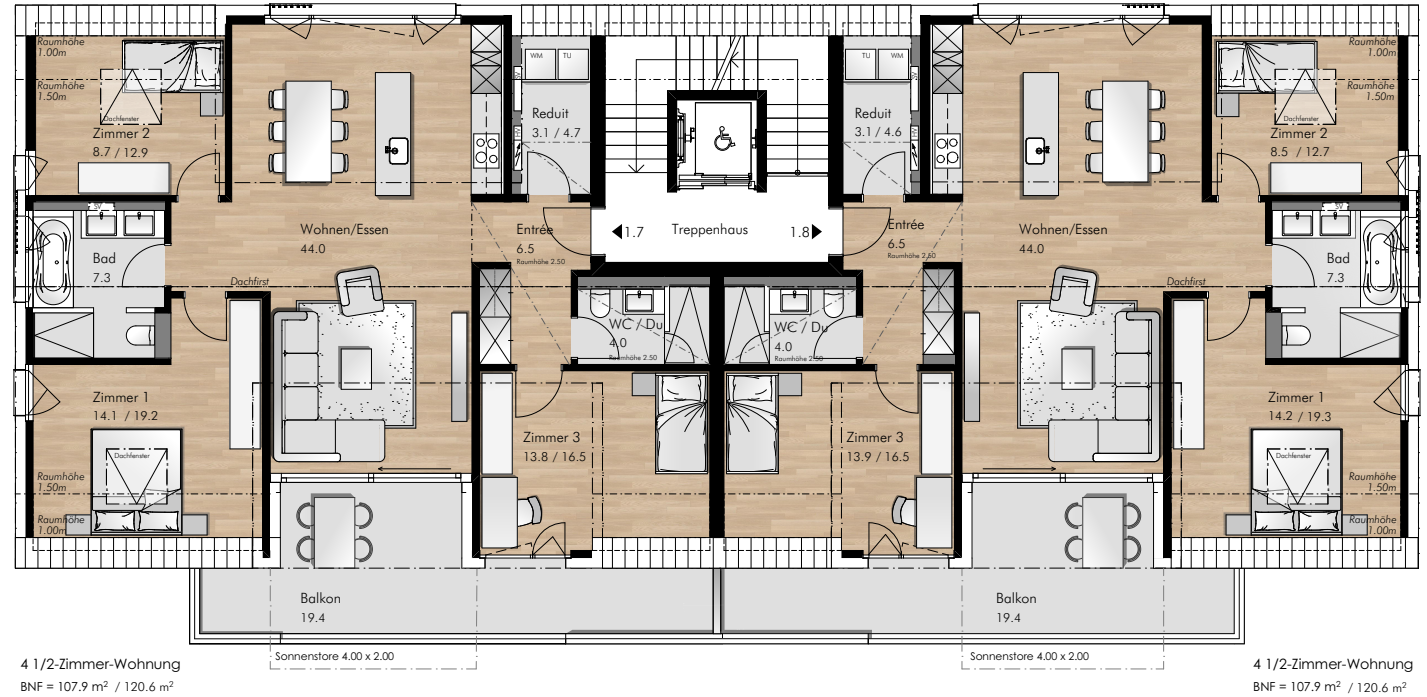 Raumhöhe
1.00m
Raumhöhe
1.50m
Dachfenster
Zimmer 2
8.7 / 12.9
WM
TU
Reduit
3.1 / 4.7
TU
WM
Reduit
3.1 / 4.6
Raumhöhe
1.00m
Raumhöhe
1.50m
Dachfenster
Zimmer 2
8.5 / 12.7
SV
Bad
7.3
Wohnen/Essen
44.0
Dachfirst
Entrée
6.5
Raumhöhe 2.50
1.7
Treppenhaus
1.8
Entrée
6.5
Raumhöhe 2.50
Wohnen/Essen
44.0
Dachfirst
SV
Bad
7.3
WC / Du
4.0
Raumhöhe 2.50
WC / Du
4.0
Raumhöhe 2.50
Zimmer 1
14.1 / 19.2
Dachfenster
Raumhöhe
1.50m
Raumhöhe
1.00m
Zimmer 3
13.8 / 16.5
Zimmer 3
13.9 / 16.5
Zimmer 1
14.2 / 19.3
Dachfenster
Raumhöhe
1.50m
Raumhöhe
1.00m
Balkon
19.4
Balkon
19.4
Sonnenstore 4.00 x 2.00
Sonnenstore 4.00 x 2.00
4 1/2-Zimmer-Wohnung
BNF = 107.9 m² / 120.6 m²
4 1/2-Zimmer-Wohnung
BNF = 107.9 m² / 120.6 m²